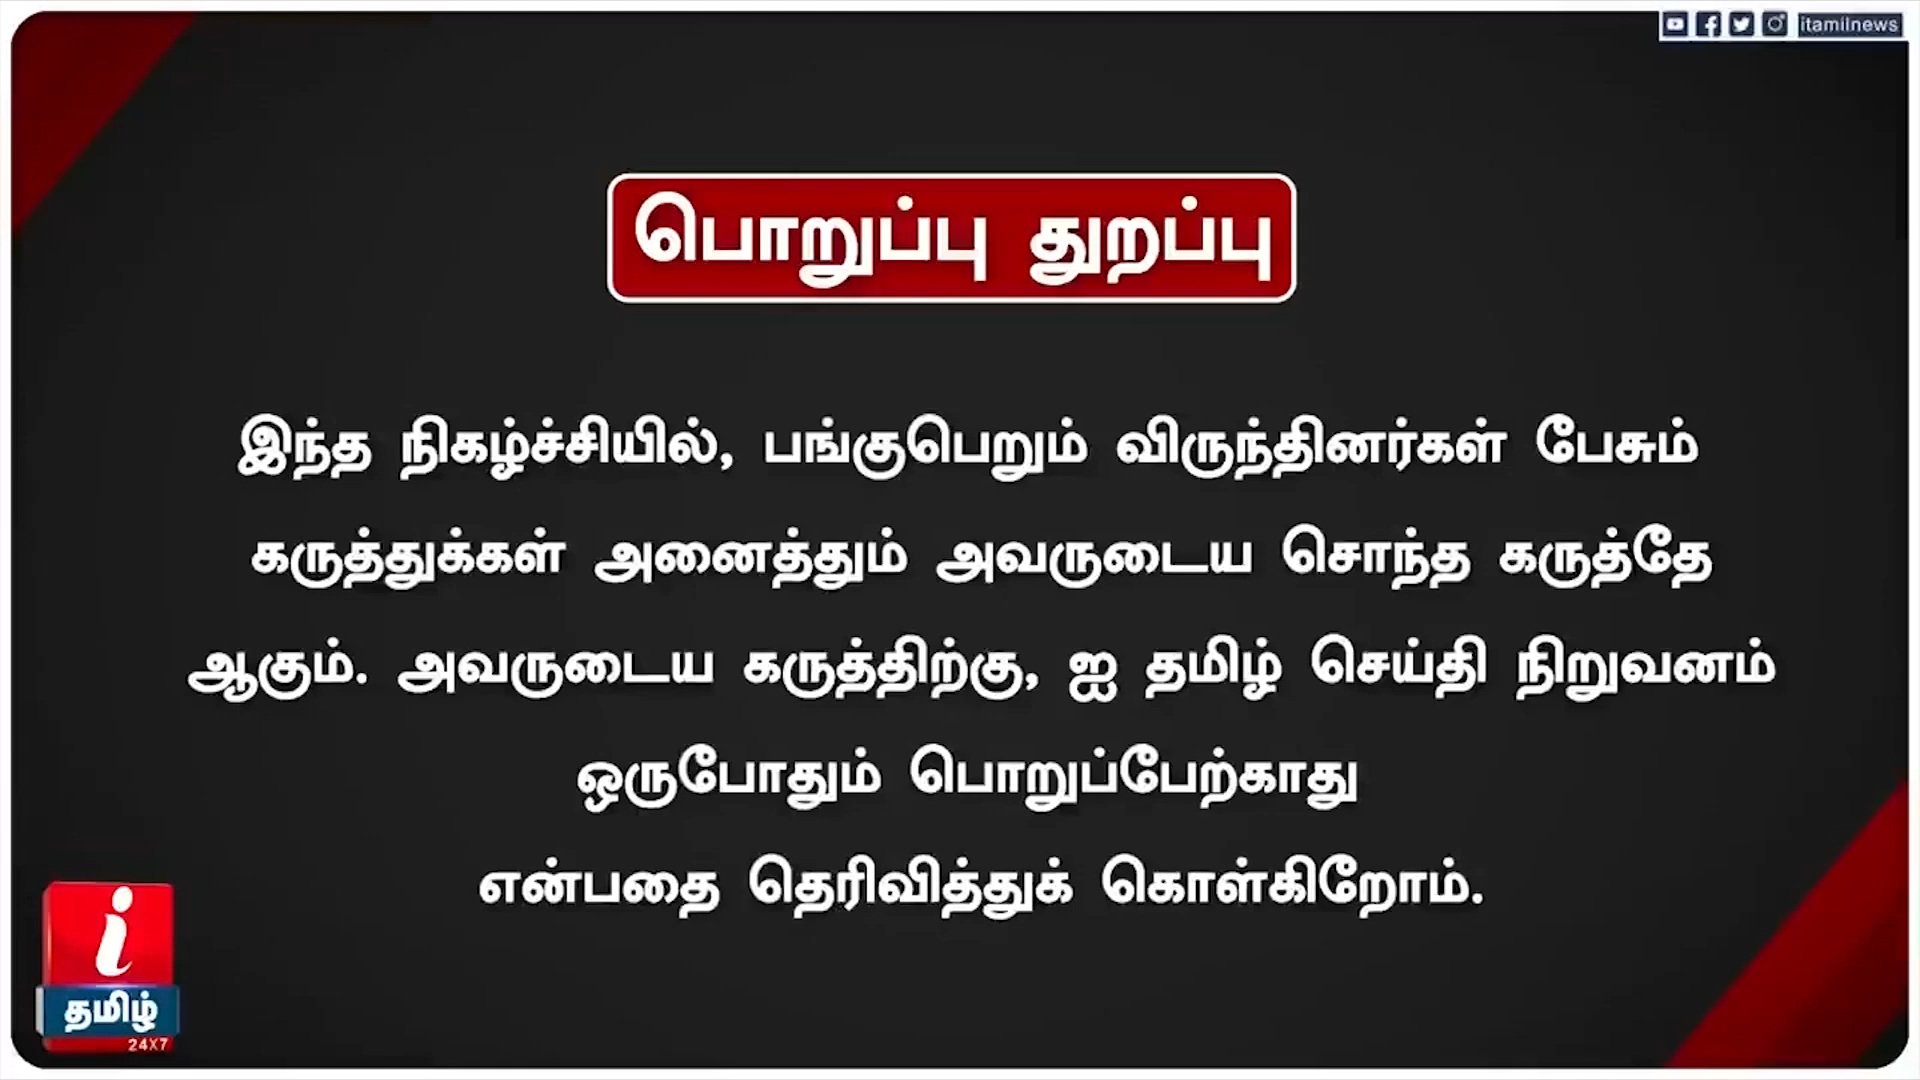 itamilnews
பொறுப்பு துறப்பு
இந்த நிகழ்ச்சியில், பங்குபெறும் விருந்தினர்கள் பேசும்
கருத்துக்கள் அனைத்தும் அவருடைய சொந்த கருத்தே
ஆகும். அவருடைய கருத்திற்கு, ஐ தமிழ் செய்தி நிறுவனம்
ஒருபோதும் பொறுப்பேற்காது
என்பதை தெரிவித்துக் கொள்கிறோம்.
i
தமிழ்
24X7